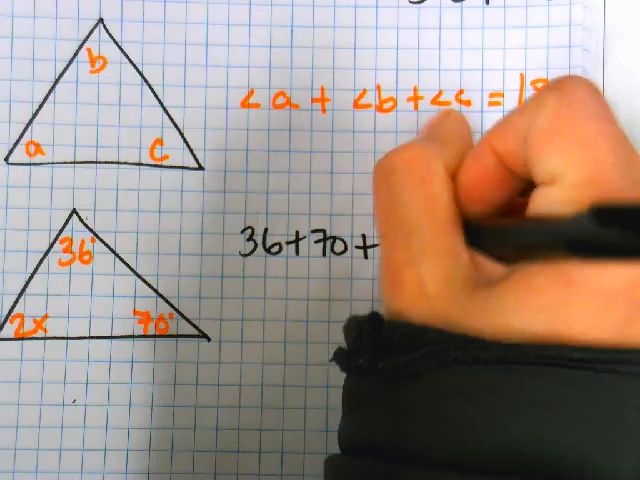 b
a
c
<a + <b + <c = 18
36°
2x
70°
36+70+